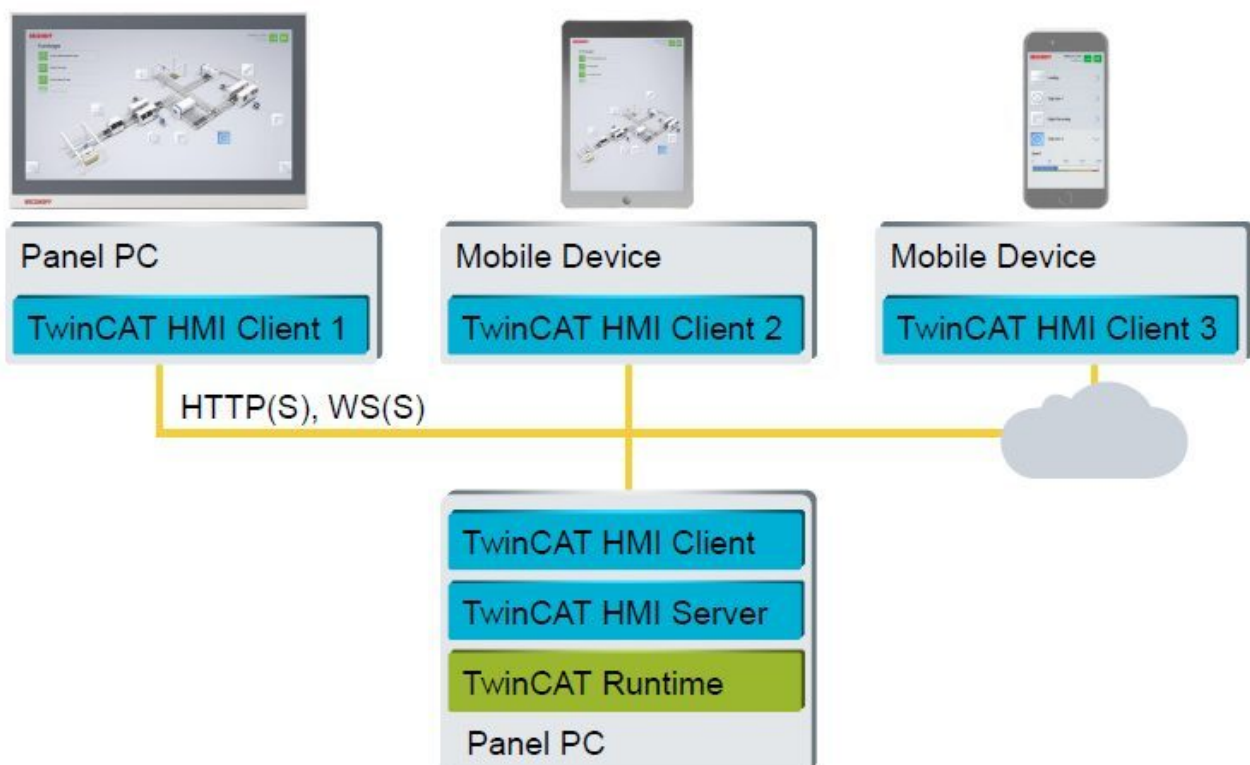 BECKHOFF
Panel PC
TwinCAT HMI Client 1
Mobile Device
TwinCAT HMI Client 2
Mobile Device
TwinCAT HMI Client 3
HTTP(S), WS(S)
TwinCAT HMI Client
TwinCAT HMI Server
TwinCAT Runtime
Panel PC